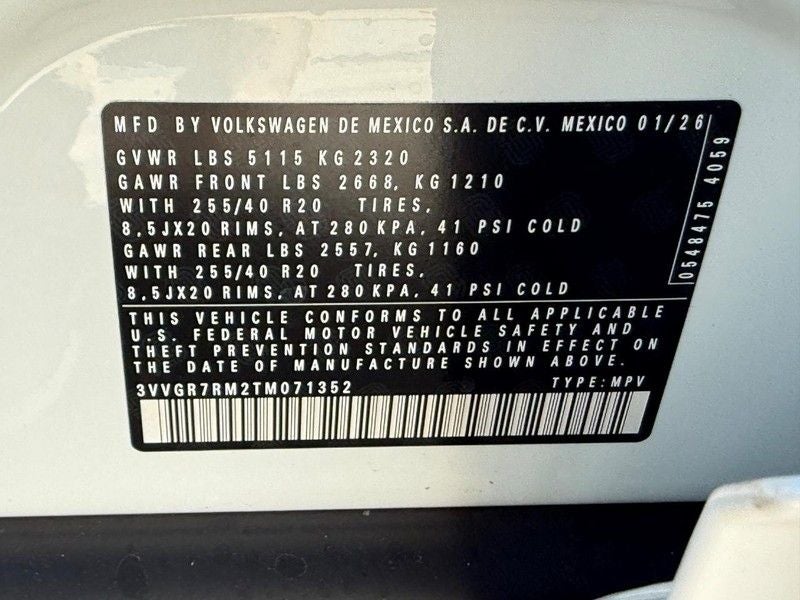 MFD BY VOLKSWAGEN DE MEXICO S.A. DE C.V. MEXICO 01/26
GVWR LBS 5115 KG 2320
GAWR FRONT LBS 2668, KG 1210
WITH 255/40 R20 TIRES,
8,5JX20 RIMS, AT 280 KPA, 41 PSI COLD
GAWR REAR LBS 2557, KG 1160
WITH 255/40 R20 TIRES,
8,5JX20 RIMS, AT 280 KPA, 41 PSI COLD
THIS VEHICLE CONFORMS TO ALL APPLICABLE
U.S. FEDERAL MOTOR VEHICLE SAFETY AND
THEFT PREVENTION STANDARDS IN EFFECT ON
THE DATE OF MANUFACTURE SHOWN ABOVE.
3VVGR7RM2TM071352 TYPE: MPV
0548475 4059